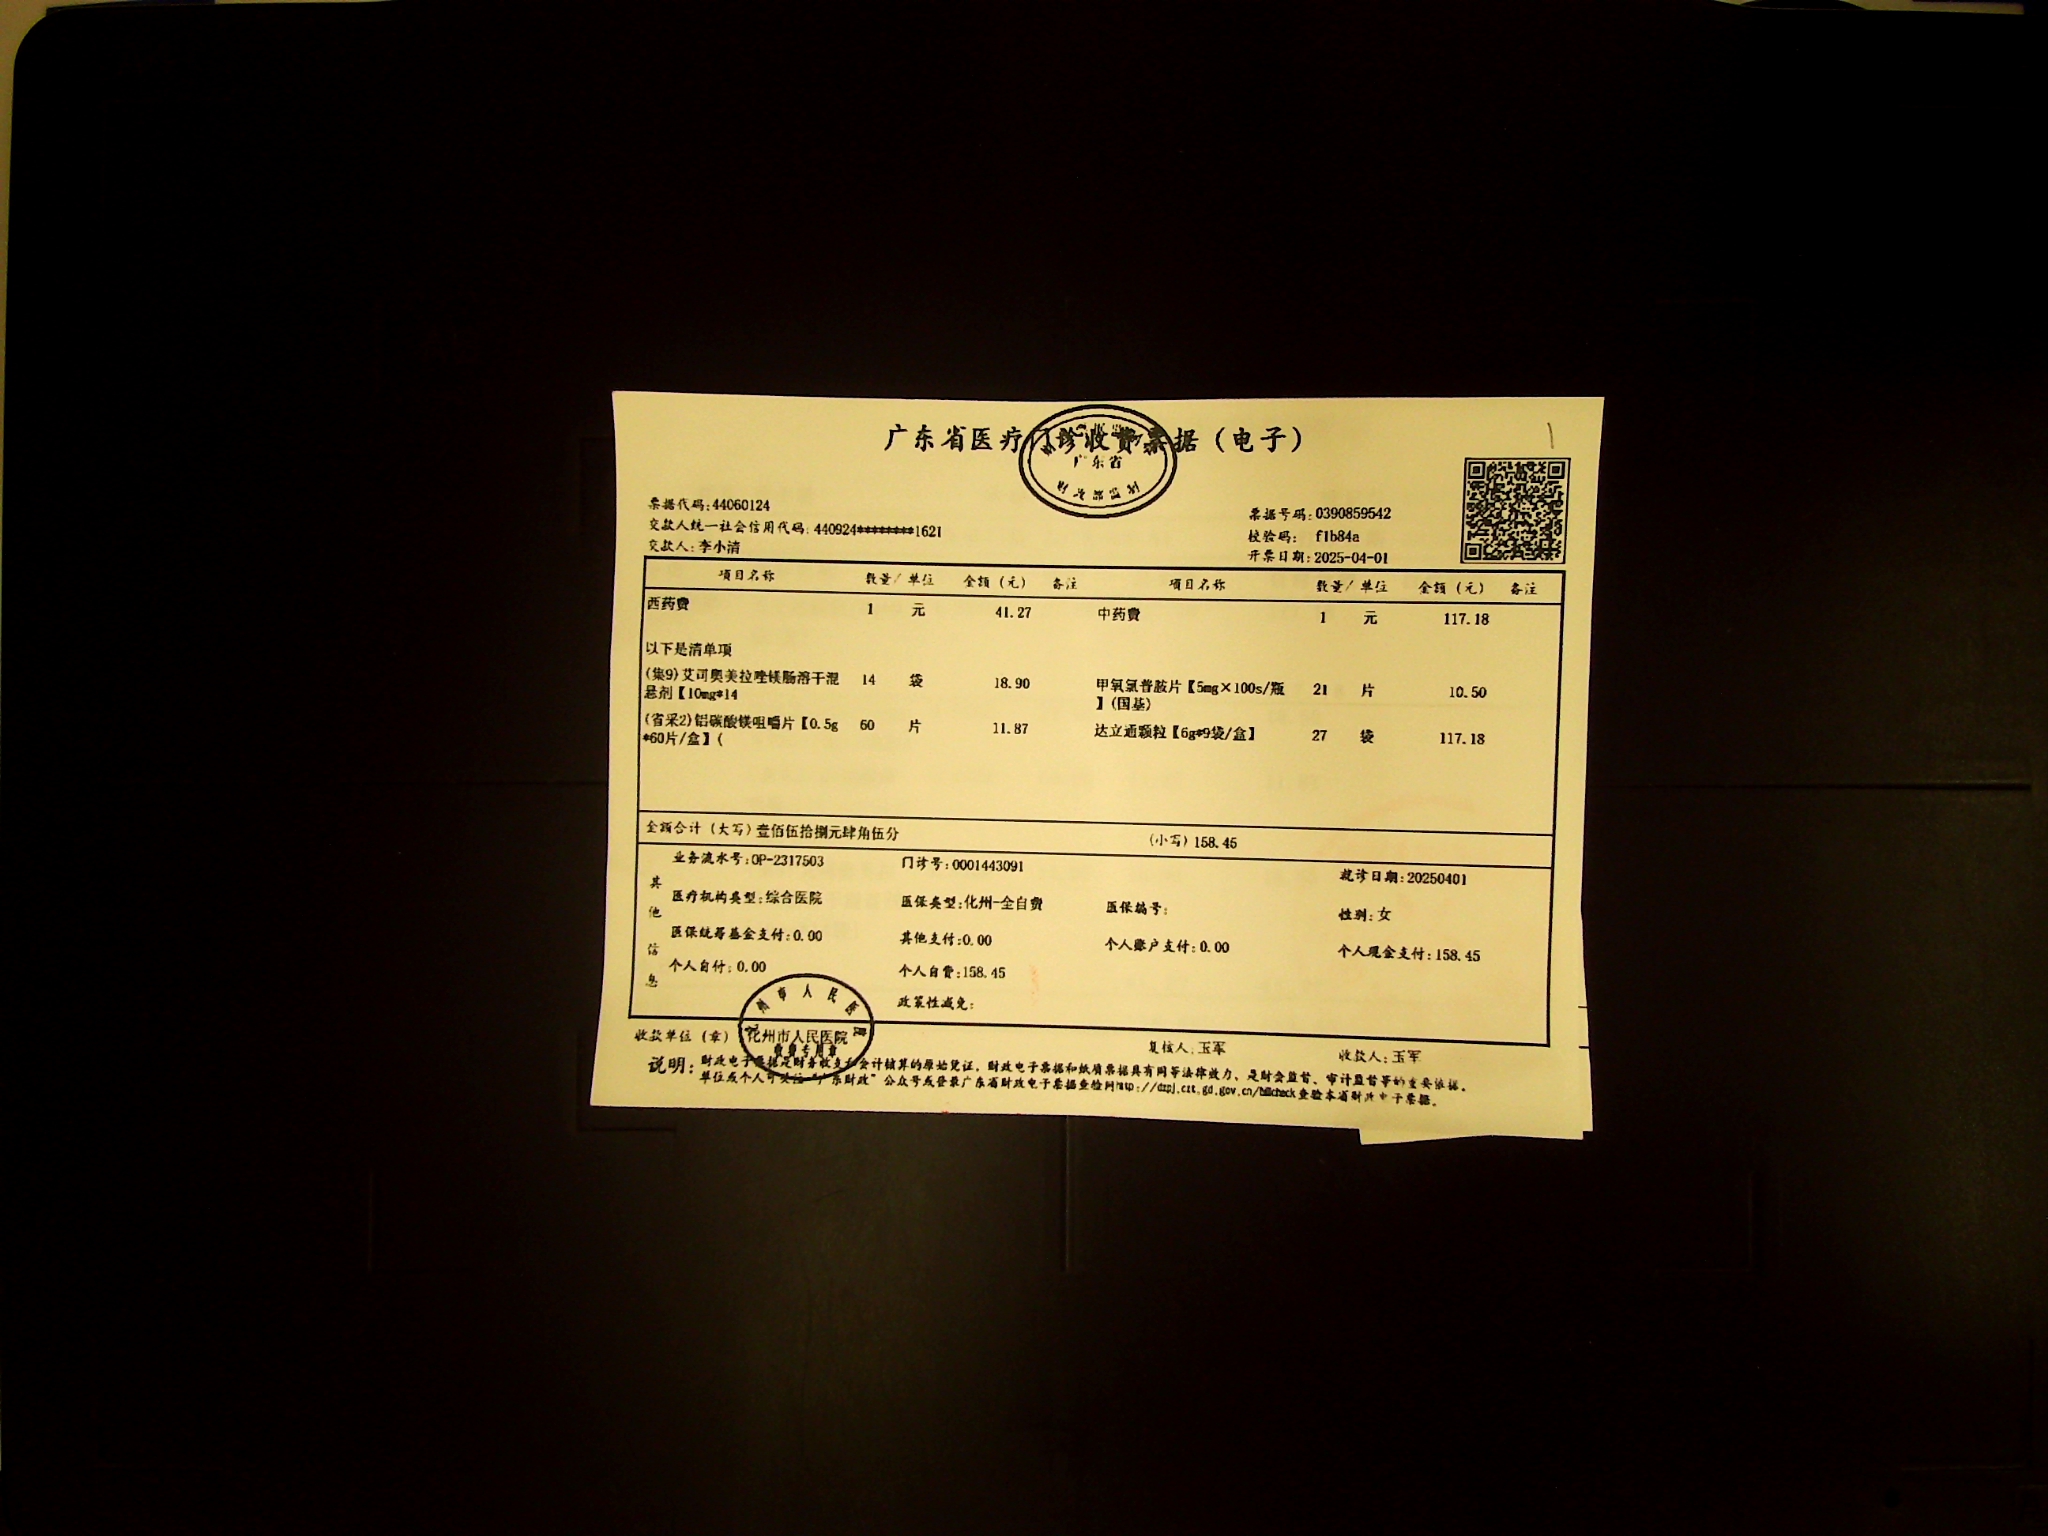 广东省医疗门诊收费票据（电子）
广东省
1
票据代码:44060124
票据号码:0390859542
交款人统一社会信用代码:440924********1621
校验码: f1b84a
交款人:李小清
开票日期:2025-04-01
项目名称 数量/单位 金额（元） 备注 项目名称 数量/单位 金额（元） 备注
西药费 1 元 41.27 中药费 1 元 117.18
以下是清单项
(集9)艾司奥美拉唑镁肠溶干混 14 袋 18.90 甲氧氯普胺片【5mg×100s/瓶 21 片 10.50
悬剂【10mg*14 】(国基)
(省采2)铝碳酸镁咀嚼片【0.5g 60 片 11.87 达立通颗粒【6g*9袋/盒】 27 袋 117.18
*60片/盒】(
金额合计（大写）壹佰伍拾捌元肆角伍分 （小写）158.45
其他信息
业务流水号:OP-2317503 门诊号:0001443091 就诊日期:20250401
医疗机构类型:综合医院 医保类型:化州-全自费 医保编号: 性别:女
医保统筹基金支付:0.00 其他支付:0.00 个人账户支付:0.00 个人现金支付:158.45
个人自付:0.00 个人自费:158.45
政策性减免:
收款单位（章） 化州市人民医院 复核人:玉军 收款人:玉军
州市人民医院
收费专用章
说明:财政电子票据是财务收支和会计核算的原始凭证，财政电子票据和纸质票据具有同等法律效力，是财会监督、审计监督等的重要依据。
单位或个人可关注“广东财政”公众号或登录广东省财政电子票据查验网http://czpj.czt.gd.gov.cn/billcheck查验本省财政电子票据。